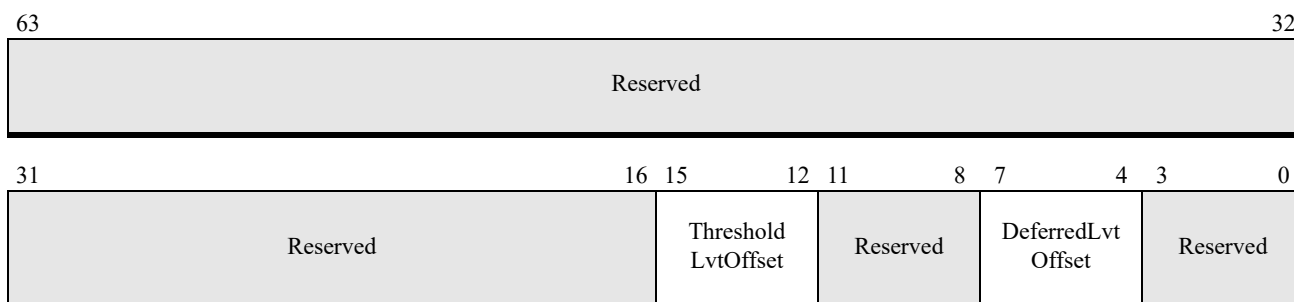 63 32
Reserved
31 16 15 12 11 8 7 4 3 0
Reserved Threshold LvtOffset Reserved DeferredLvt Offset Reserved